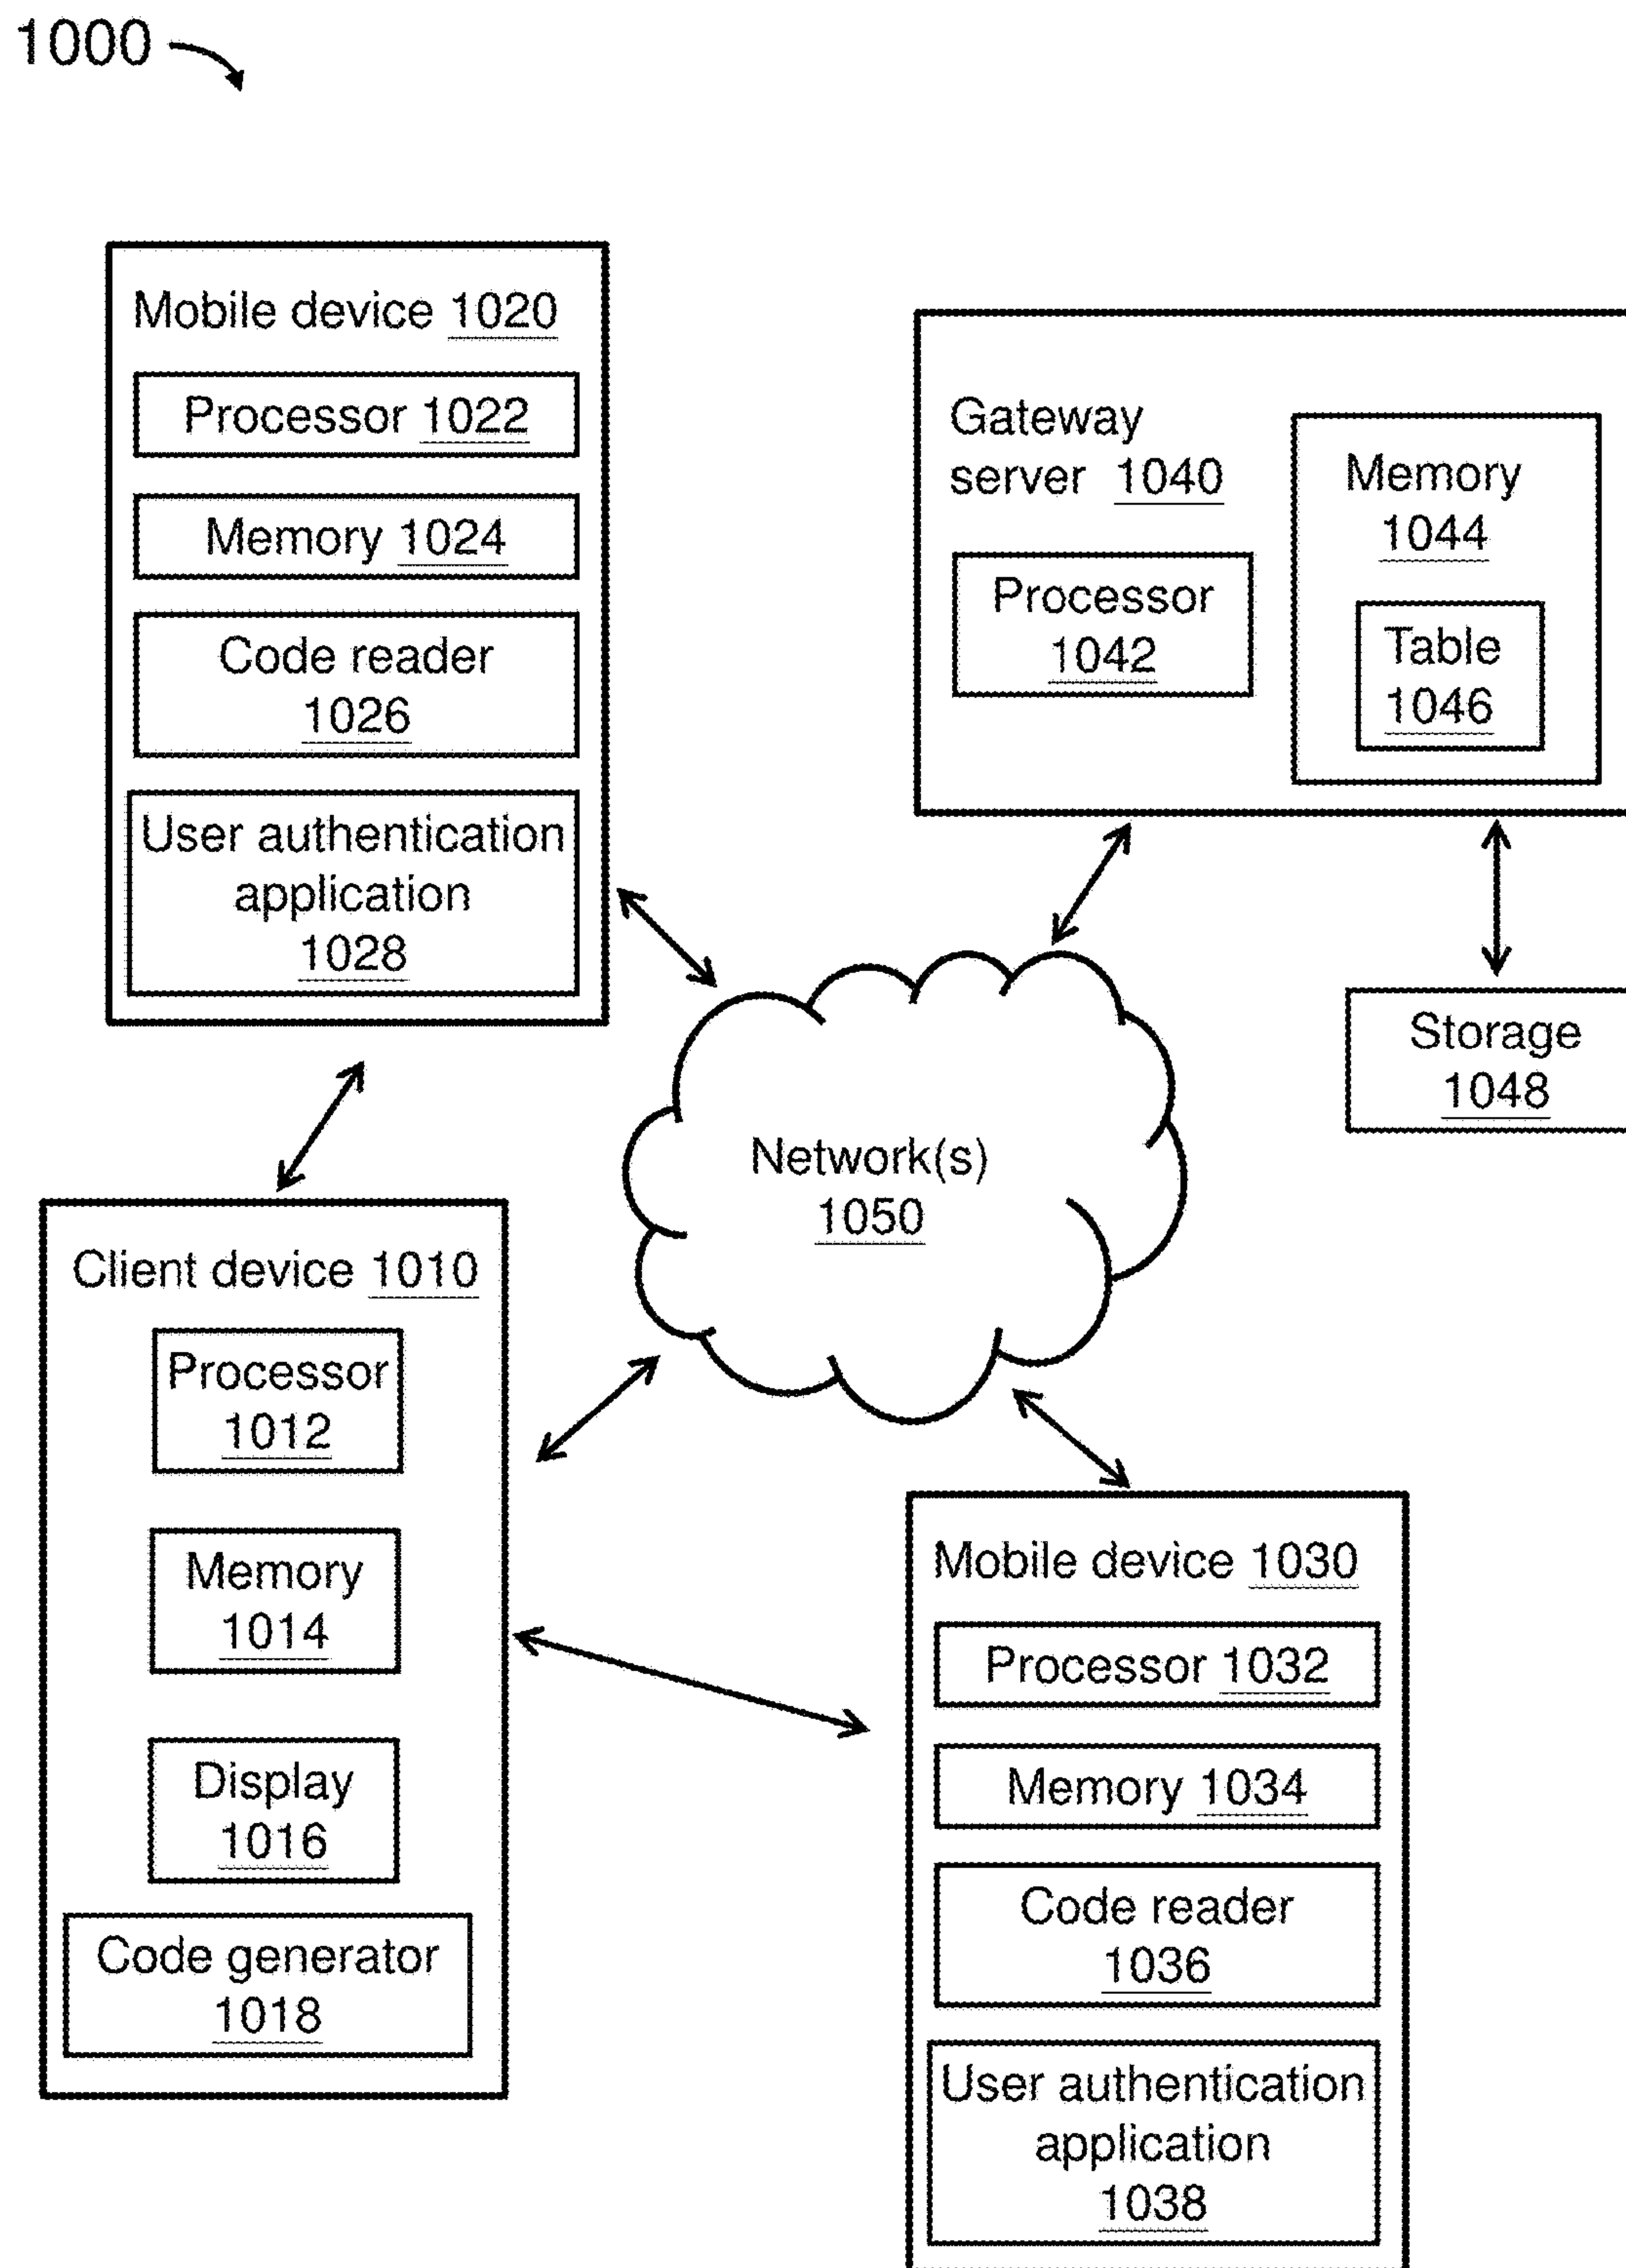 1000
Mobile device 1020
Processor 1022
Memory 1024
Code reader
1026
User authentication
application
1028
Gateway
server 1040
Processor
1042
Memory
1044
Table
1046
Storage
1048
Network(s)
1050
Client device 1010
Processor
1012
Memory
1014
Display
1016
Code generator
1018
Mobile device 1030
Processor 1032
Memory 1034
Code reader
1036
User authentication
application
1038